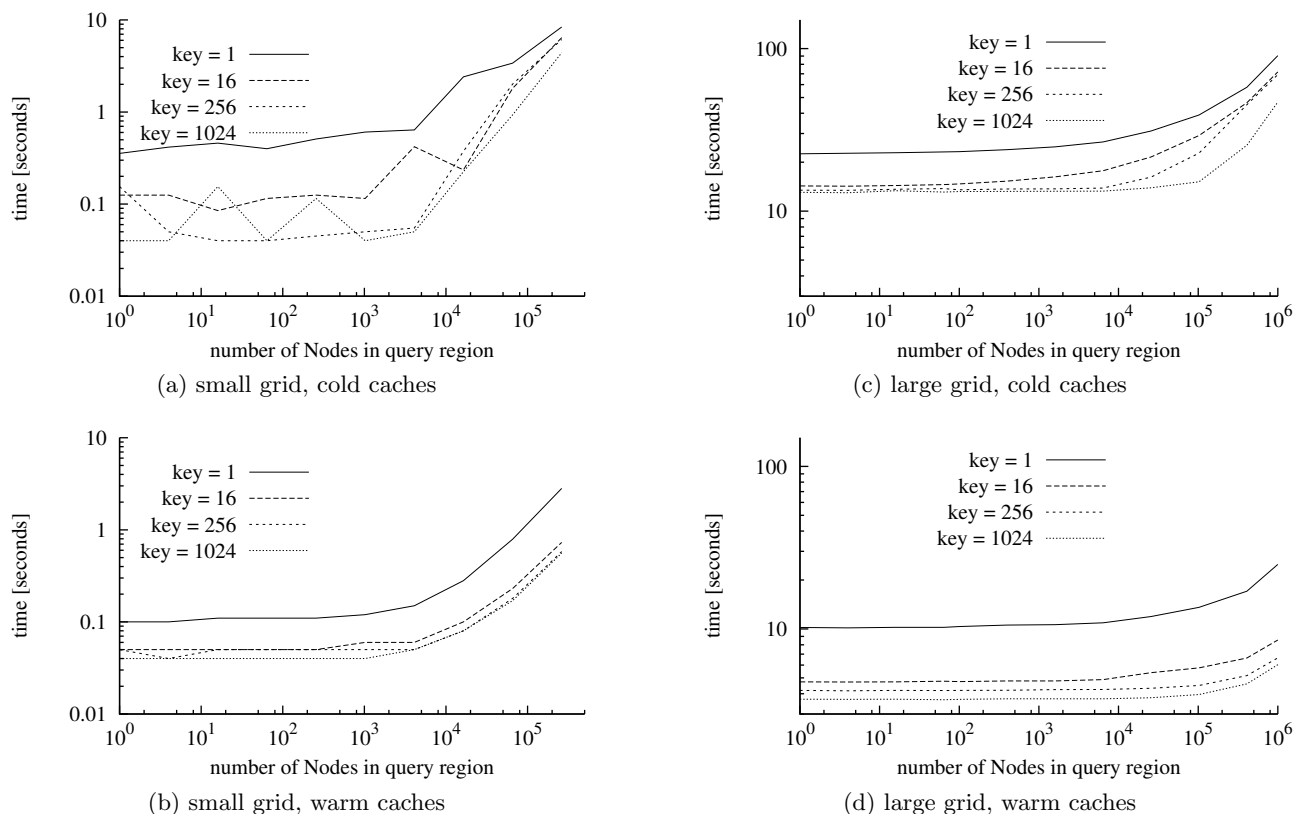 10
1
0.1
0.01
time [seconds]
key = 1
key = 16
key = 256
key = 1024
10^0
10^1
10^2
10^3
10^4
10^5
number of Nodes in query region
(a) small grid, cold caches
100
10
time [seconds]
key = 1
key = 16
key = 256
key = 1024
10^0
10^1
10^2
10^3
10^4
10^5
10^6
number of Nodes in query region
(c) large grid, cold caches
10
1
0.1
0.01
time [seconds]
key = 1
key = 16
key = 256
key = 1024
10^0
10^1
10^2
10^3
10^4
10^5
number of Nodes in query region
(b) small grid, warm caches
100
10
time [seconds]
key = 1
key = 16
key = 256
key = 1024
10^0
10^1
10^2
10^3
10^4
10^5
10^6
number of Nodes in query region
(d) large grid, warm caches